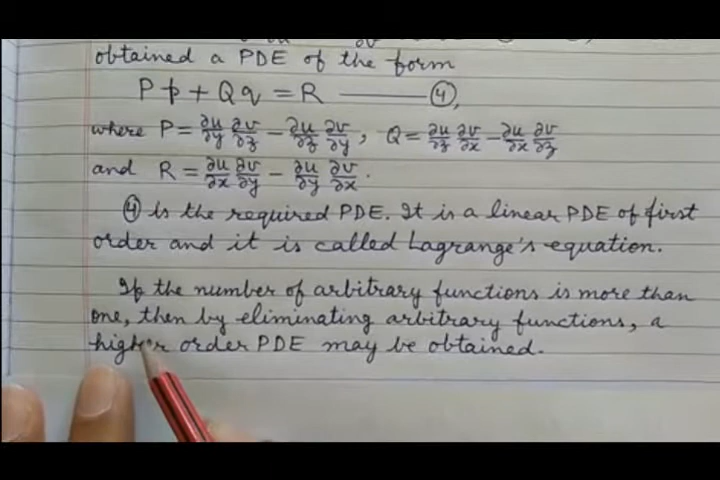 obtained a PDE of the form
Pp + Qq = R ——— ④,
where P = ∂u/∂y ∂v/∂z − ∂u/∂z ∂v/∂y, Q = ∂u/∂z ∂v/∂x − ∂u/∂x ∂v/∂z
and R = ∂u/∂x ∂v/∂y − ∂u/∂y ∂v/∂x.
④ is the required PDE. It is a linear PDE of first
order and it is called Lagrange's equation.
If the number of arbitrary functions is more than
one, then by eliminating arbitrary functions, a
higher order PDE may be obtained.